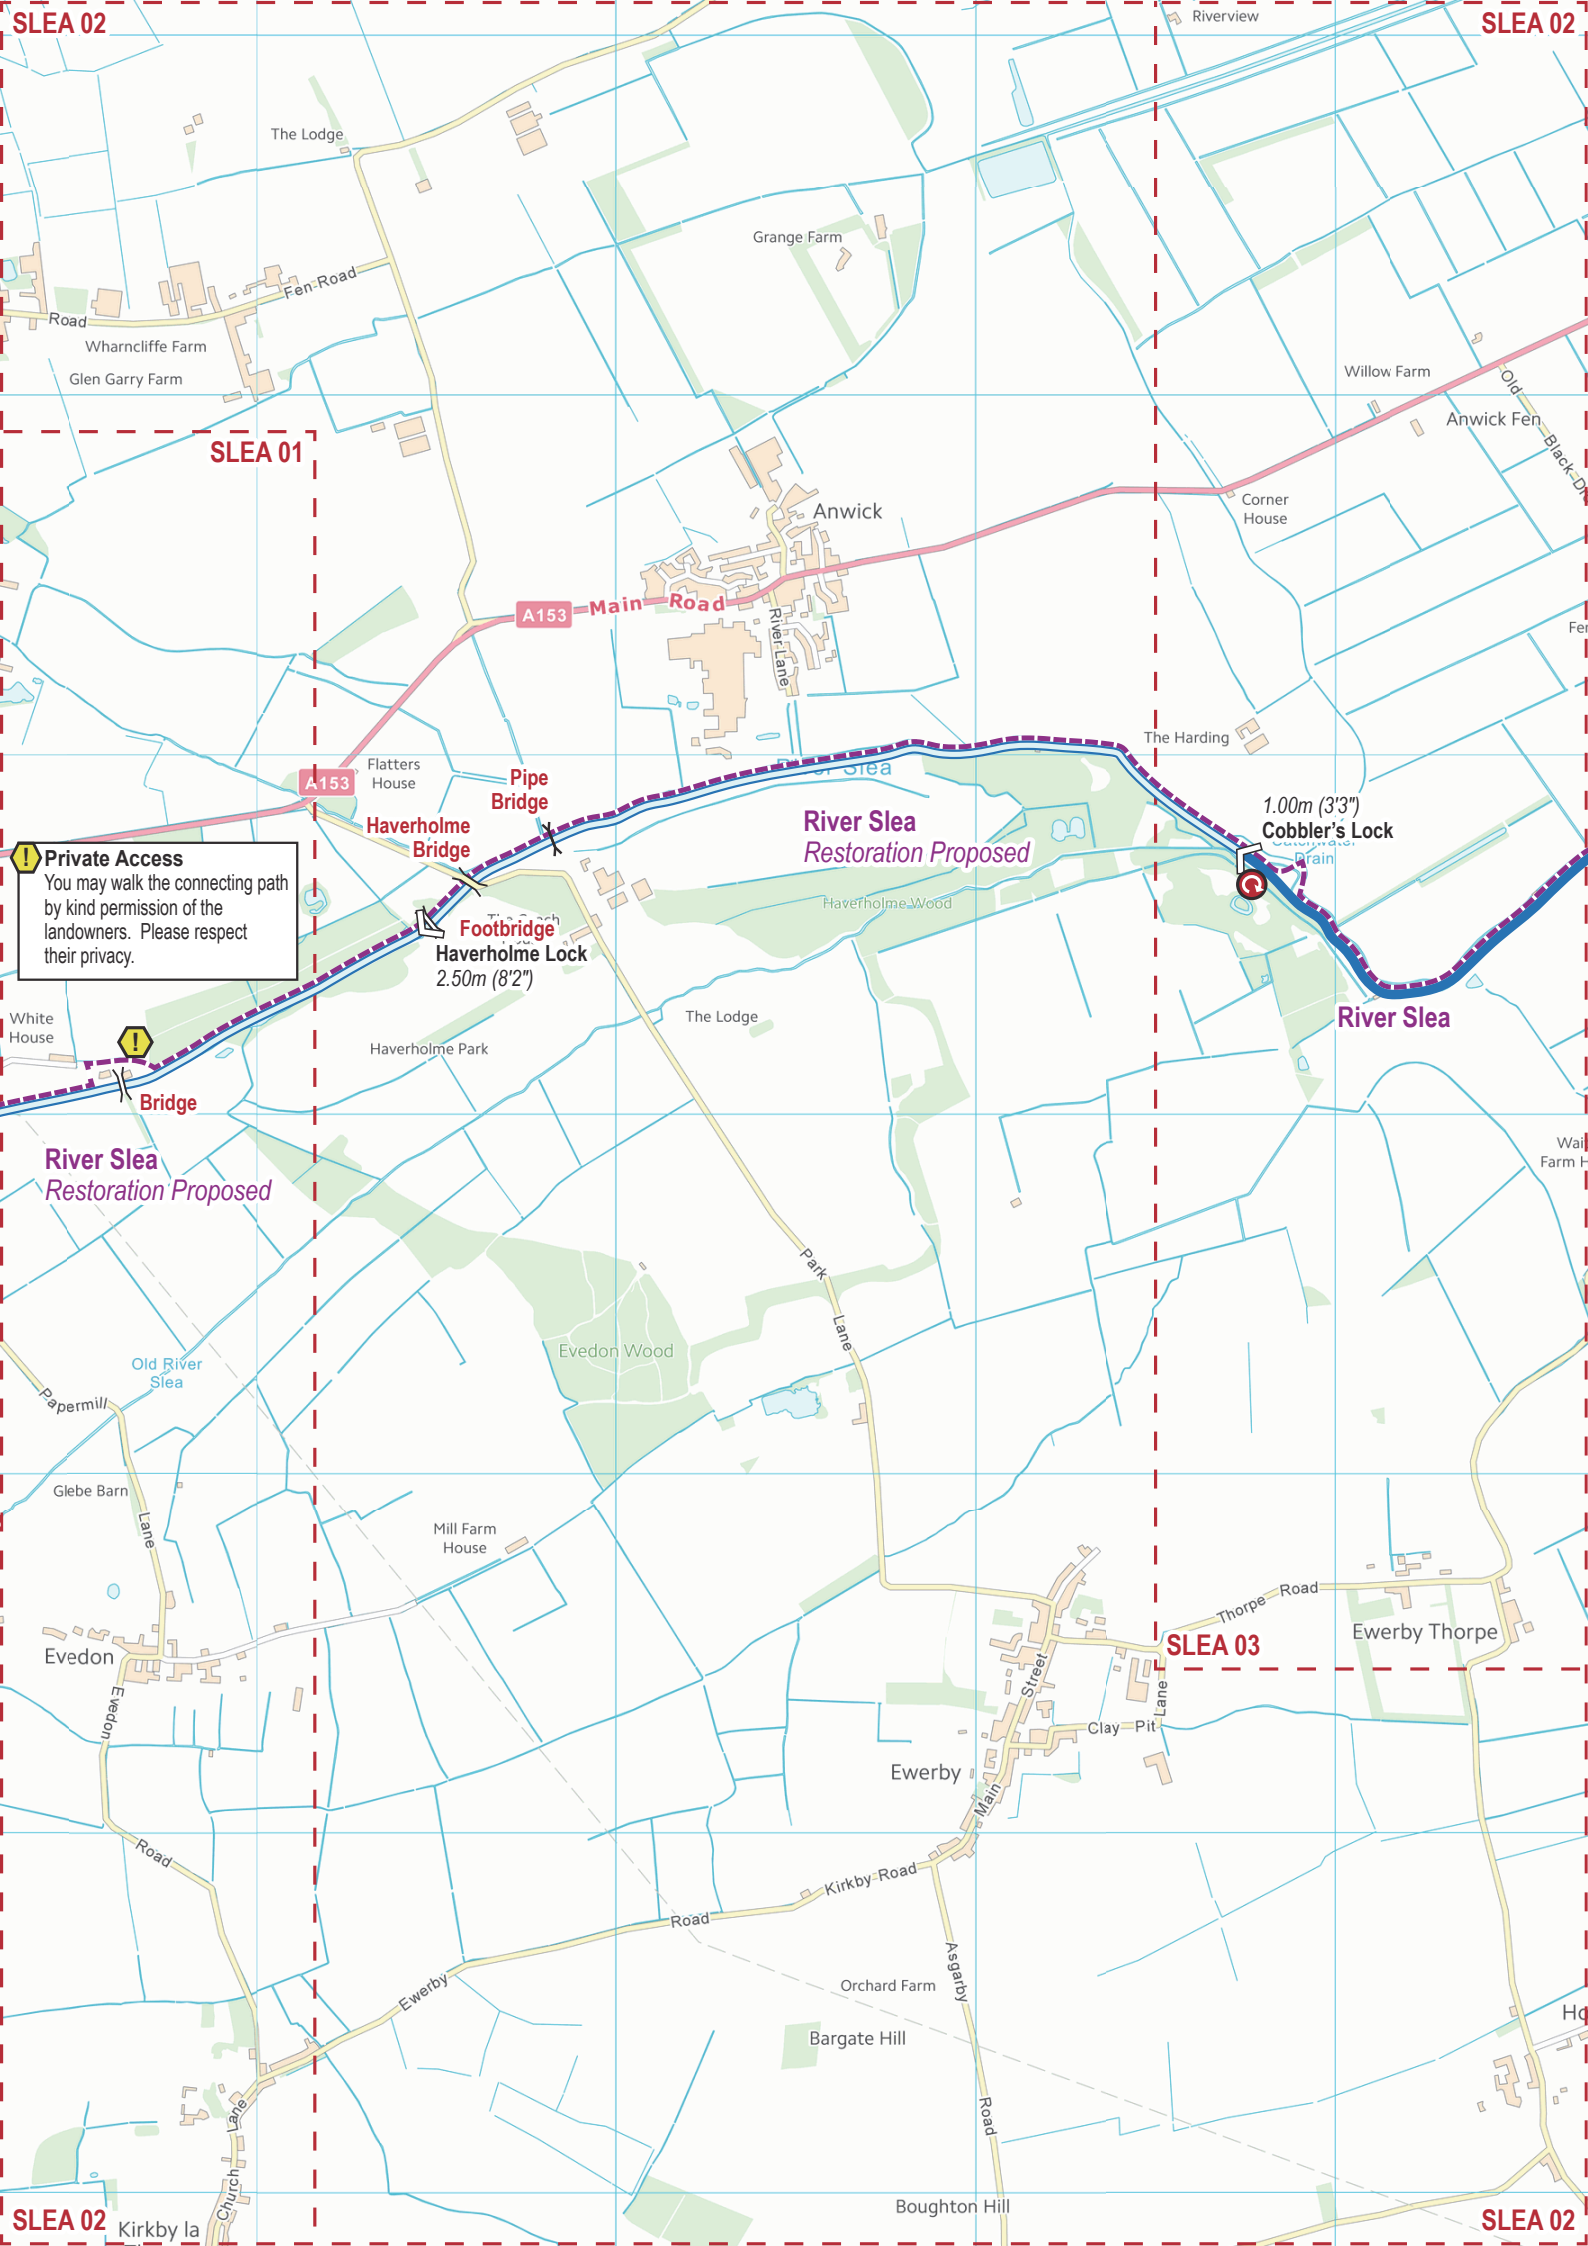 SLEA 02
Riverview
SLEA 02
The Lodge
Grange Farm
Fen Road
Road
Wharncliffe Farm
Glen Garry Farm
Willow Farm
Old
Black
Anwick Fen
SLEA 01
Corner
House
Anwick
A153
Main Road
River Lane
The Harding
Flatters
House
A153
River Slea
Pipe
Bridge
Haverholme
Bridge
River Slea
Restoration Proposed
1.00m (3'3")
Cobbler's Lock
Catchwater
Drain
! Private Access
You may walk the connecting path
by kind permission of the
landowners. Please respect
their privacy.
Haverholme Wood
Footbridge
Haverholme Lock
2.50m (8'2")
White
House
The Lodge
River Slea
!
Haverholme Park
Bridge
River Slea
Restoration Proposed
Farm
Park
Lane
Evedon Wood
Old River
Slea
Papermill
Lane
Glebe Barn
Mill Farm
House
Thorpe Road
Ewerby Thorpe
SLEA 03
Evedon
Evedon
Road
Street
Clay Pit
Lane
Ewerby
Main
Kirkby Road
Road
Ewerby
Asgarby
Road
Orchard Farm
Bargate Hill
Lane
Church
Boughton Hill
SLEA 02
Kirkby la
SLEA 02